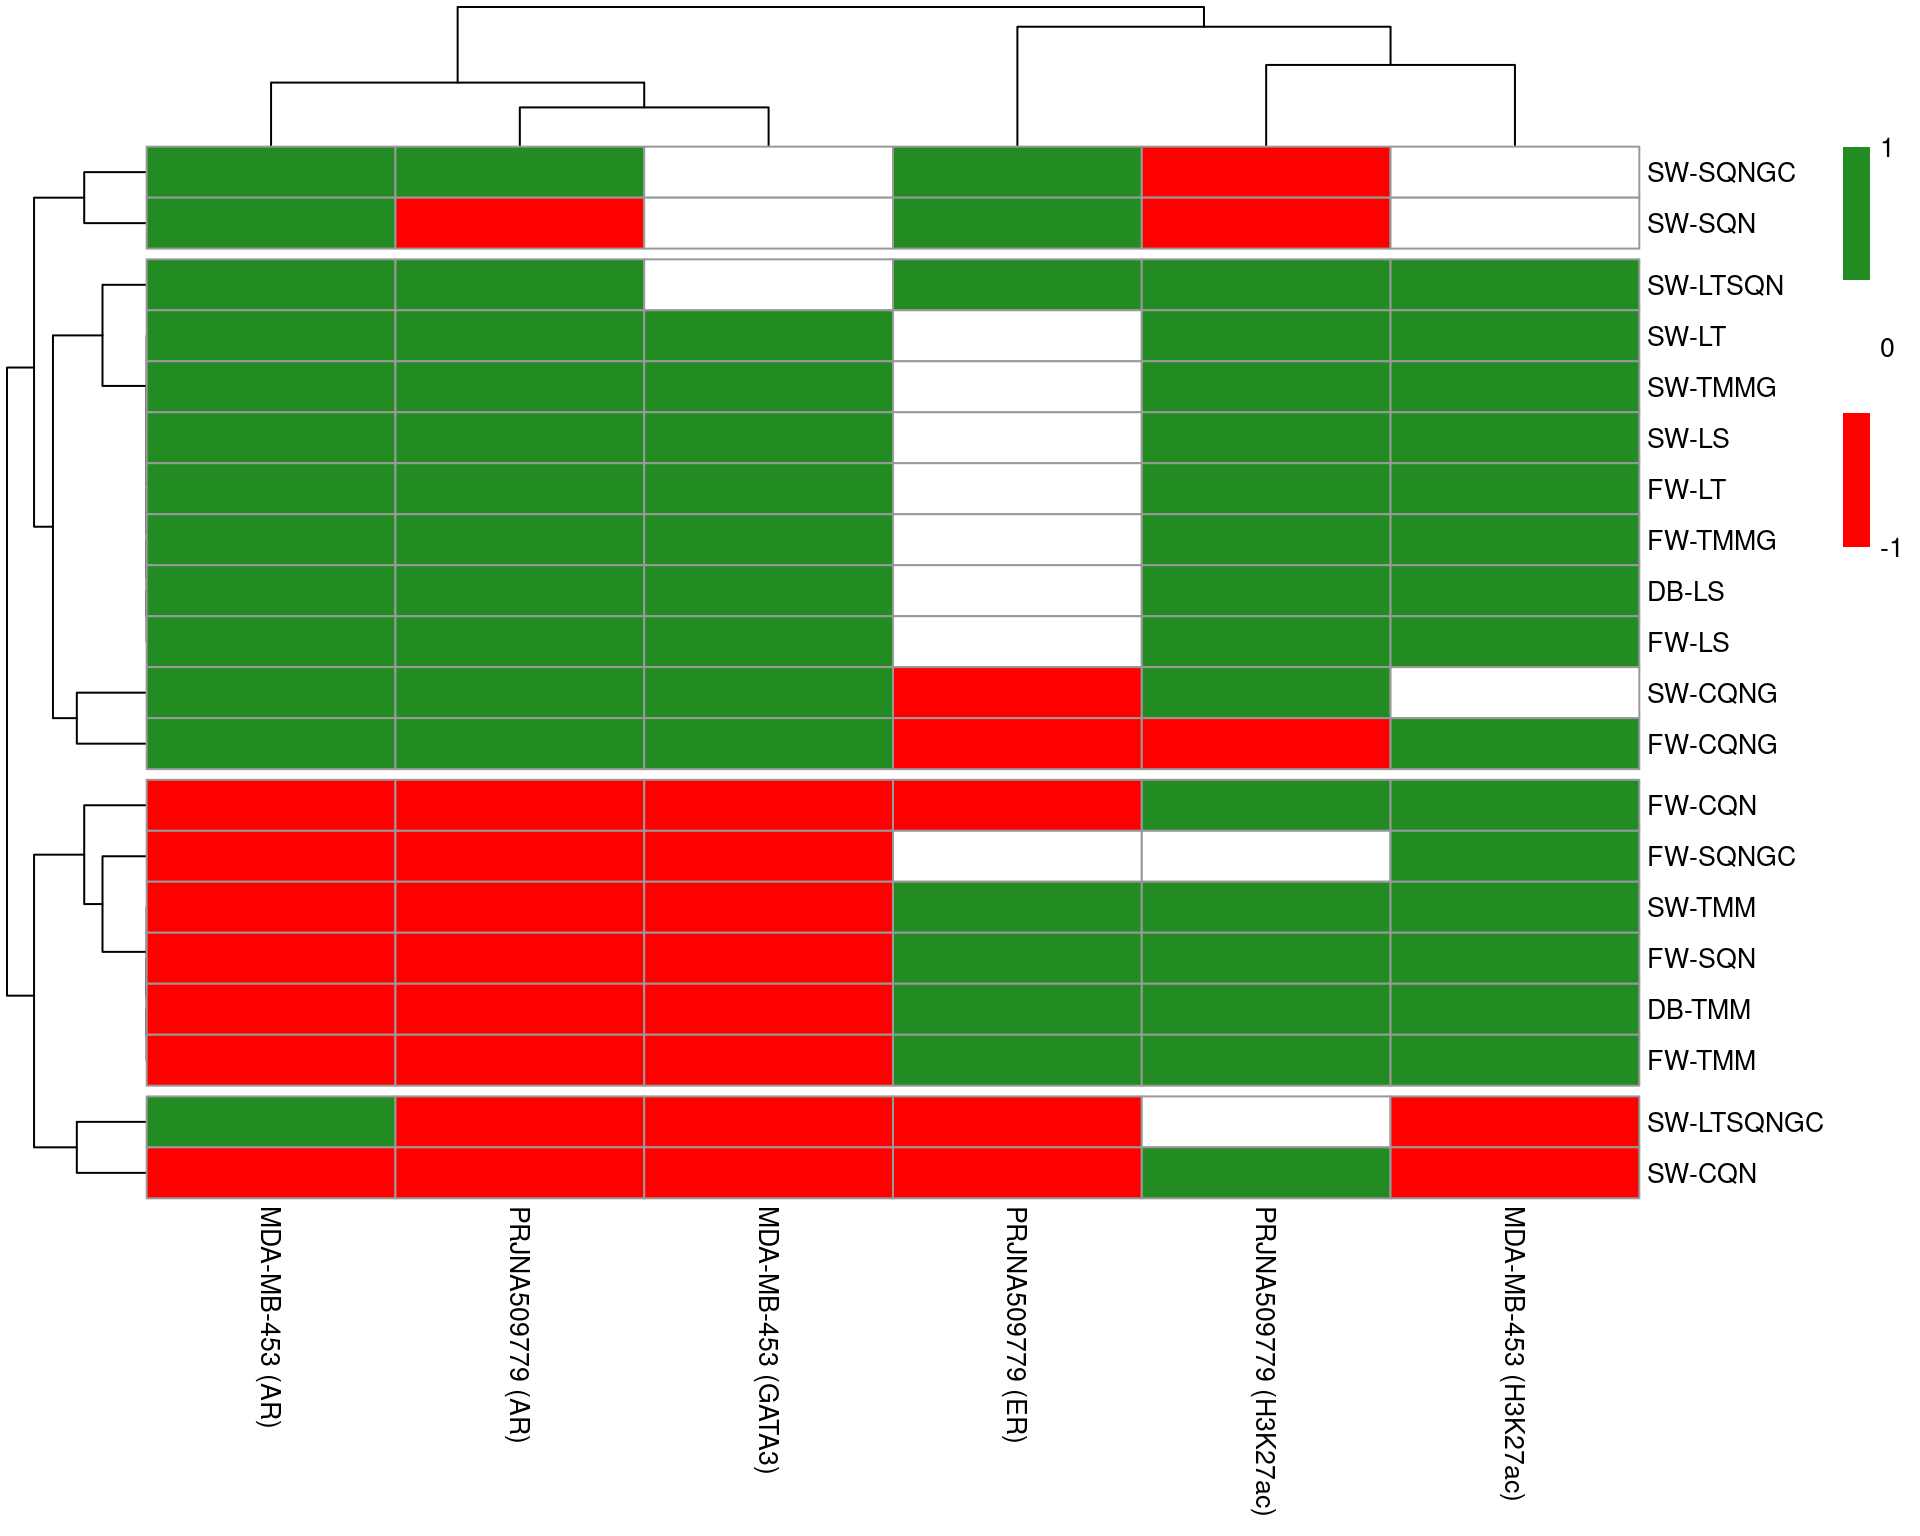 SW-SQNGC
SW-SQN
SW-LTSQN
SW-LT
SW-TMMG
SW-LS
FW-LT
FW-TMMG
DB-LS
FW-LS
SW-CQNG
FW-CQNG
FW-CQN
FW-SQNGC
SW-TMM
FW-SQN
DB-TMM
FW-TMM
SW-LTSQNGC
SW-CQN
1
0
-1
MDA-MB-453 (AR)
PRJNA509779 (AR)
MDA-MB-453 (GATA3)
PRJNA509779 (ER)
PRJNA509779 (H3K27ac)
MDA-MB-453 (H3K27ac)